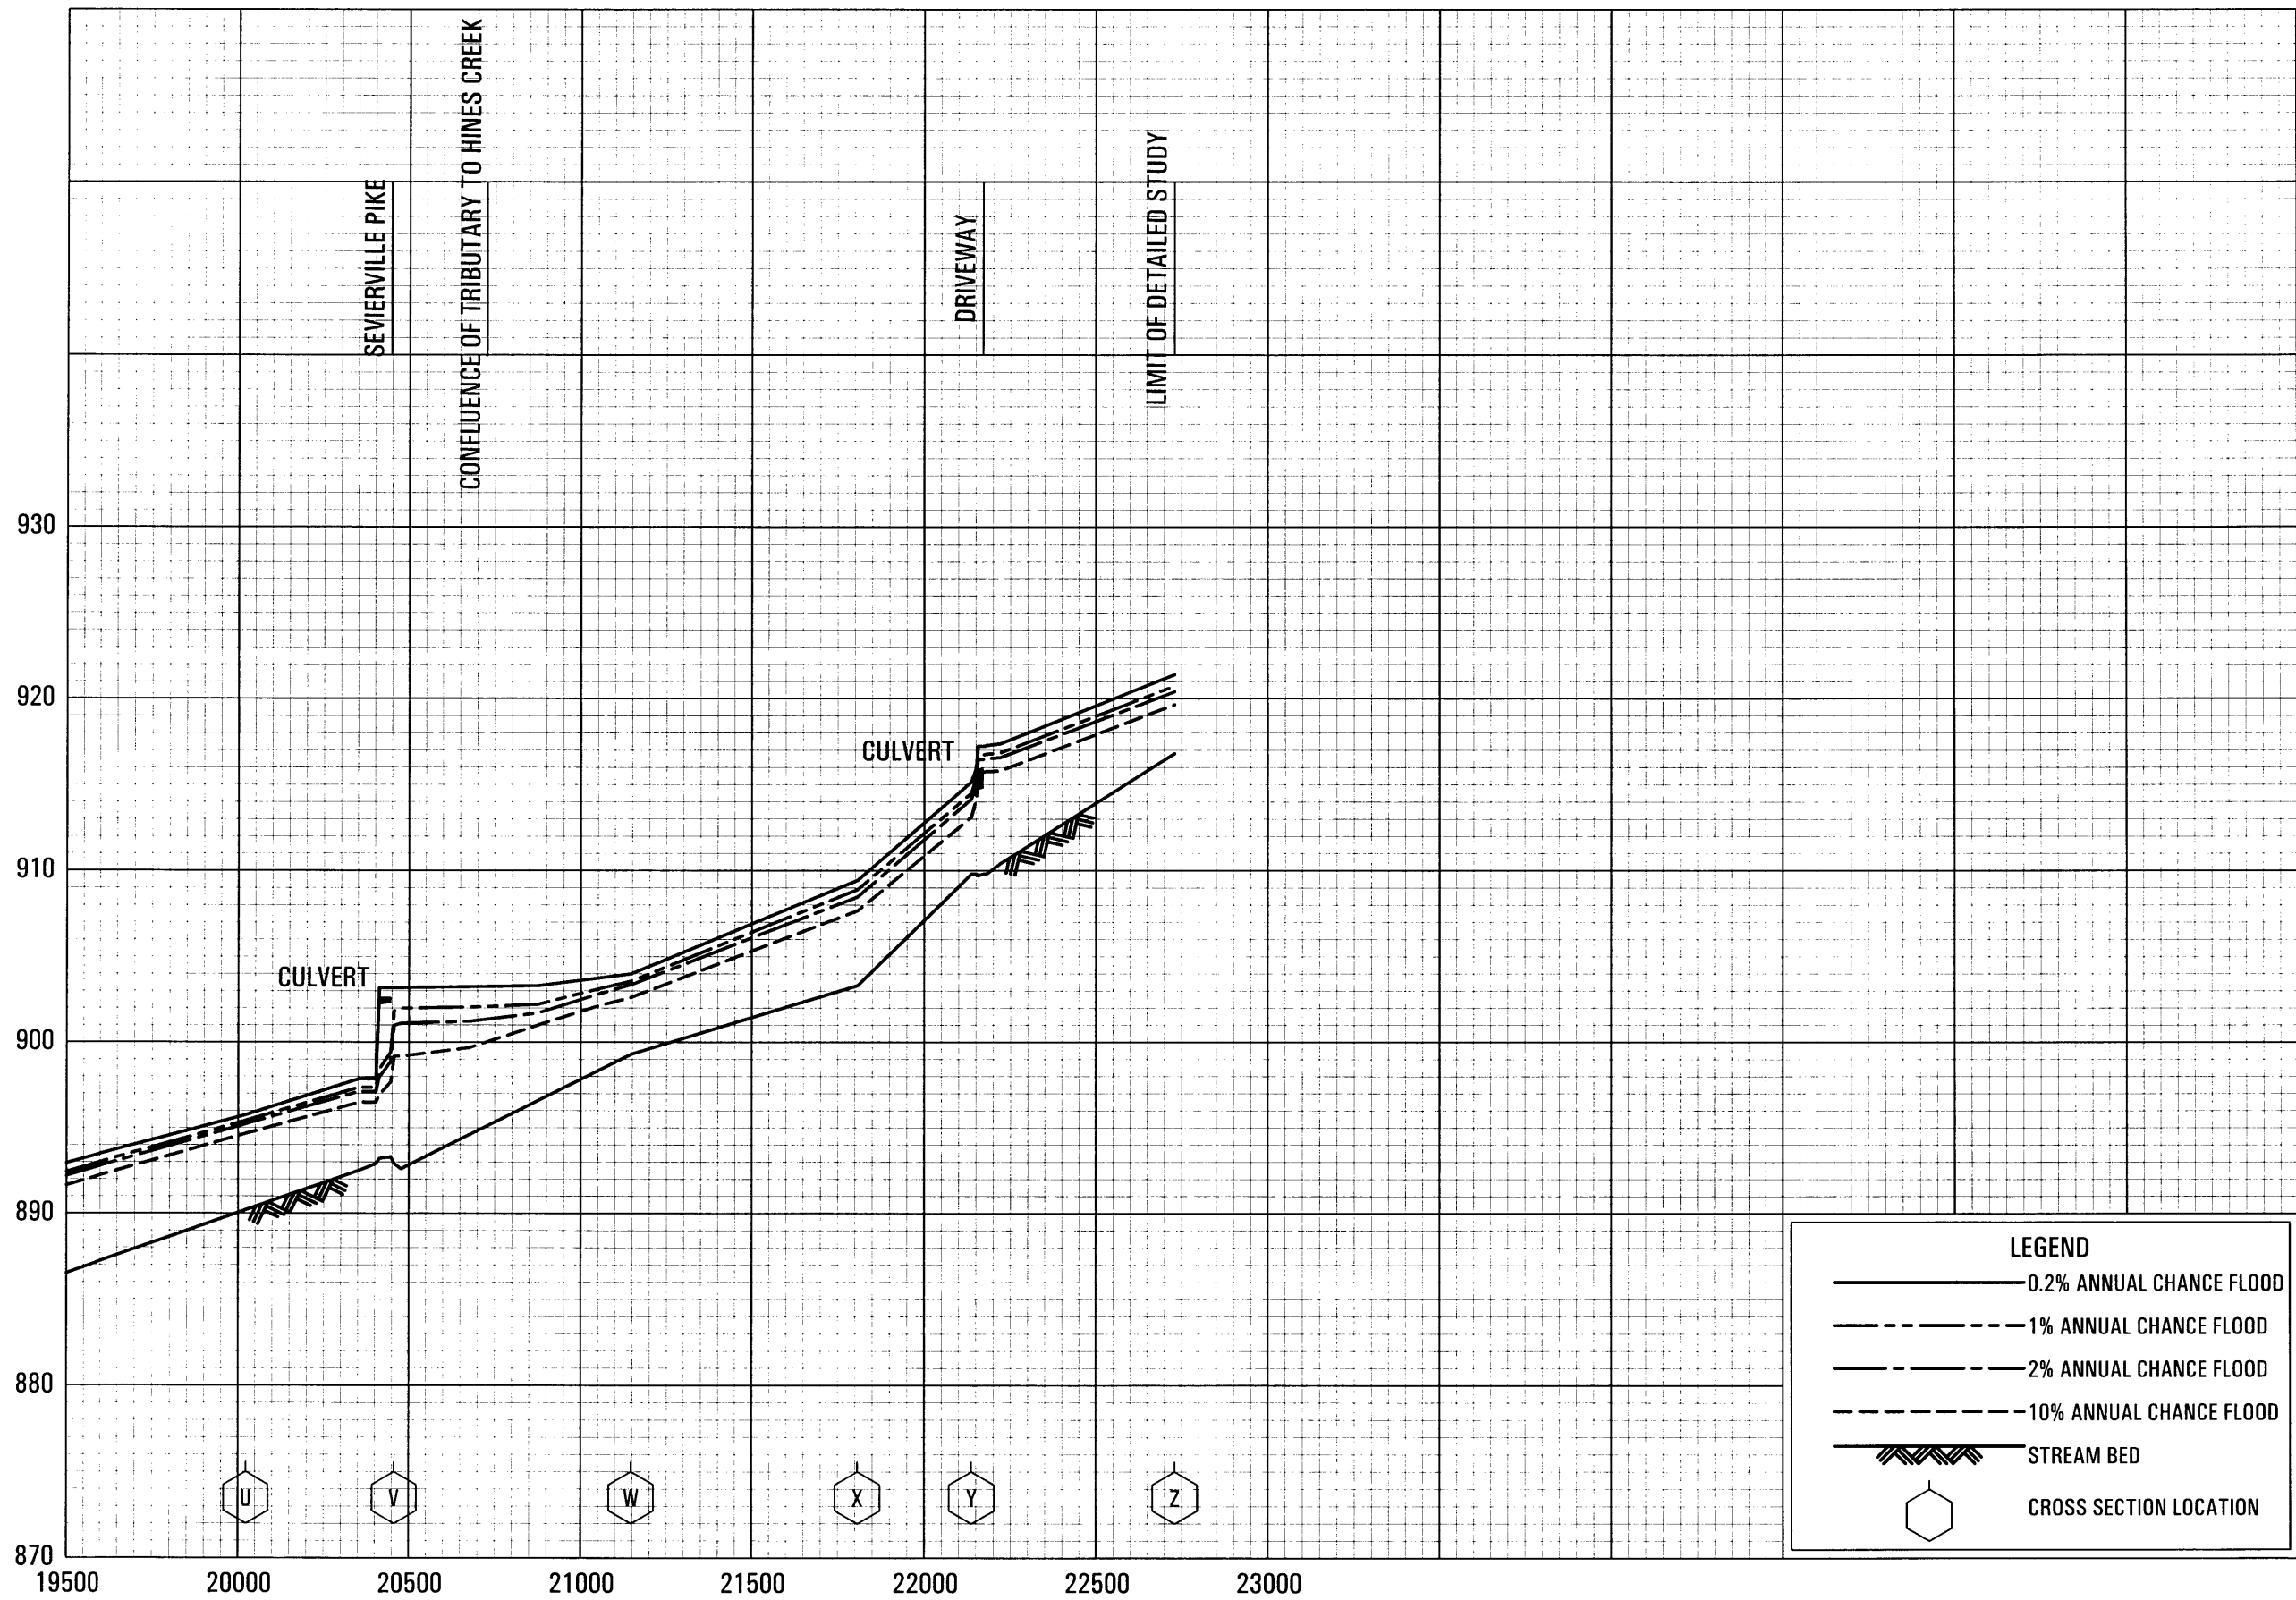 SEVIERVILLE PIKE
CONFLUENCE OF TRIBUTARY TO HINES CREEK
DRIVEWAY
LIMIT OF DETAILED STUDY
930
920
910
900
890
880
870
CULVERT
CULVERT
U
V
W
X
Y
Z
19500
20000
20500
21000
21500
22000
22500
23000
LEGEND
0.2% ANNUAL CHANCE FLOOD
1% ANNUAL CHANCE FLOOD
2% ANNUAL CHANCE FLOOD
10% ANNUAL CHANCE FLOOD
STREAM BED
CROSS SECTION LOCATION